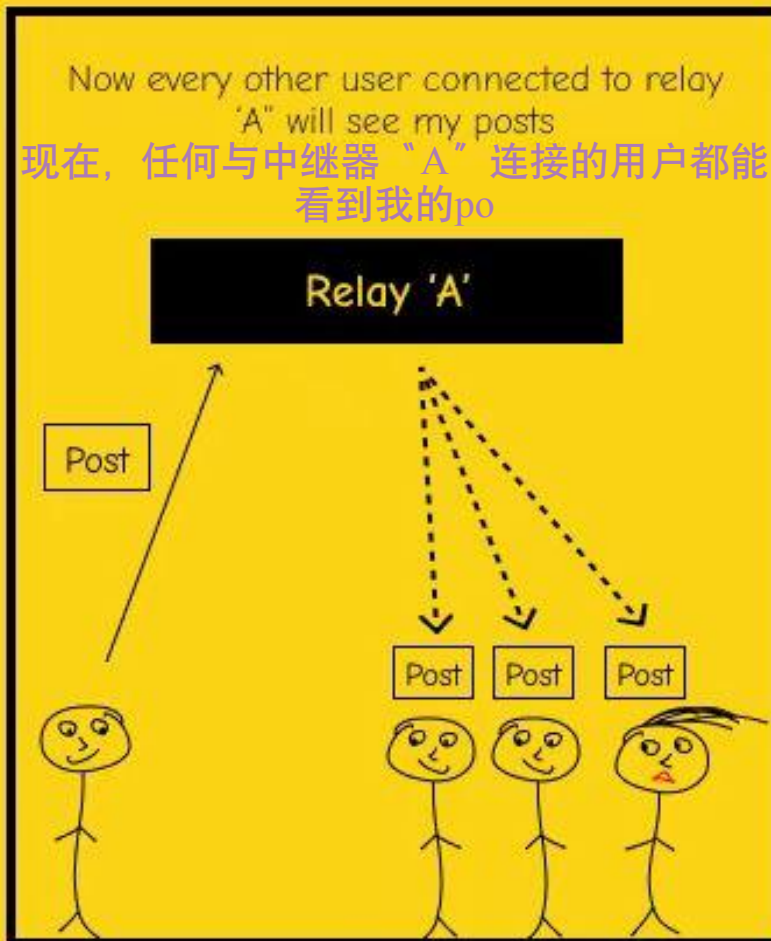 Now every other user connected to relay
'A" will see my posts
现在，任何与中继器“A”连接的用户都能
看到我的po
Relay 'A'
Post
Post Post Post